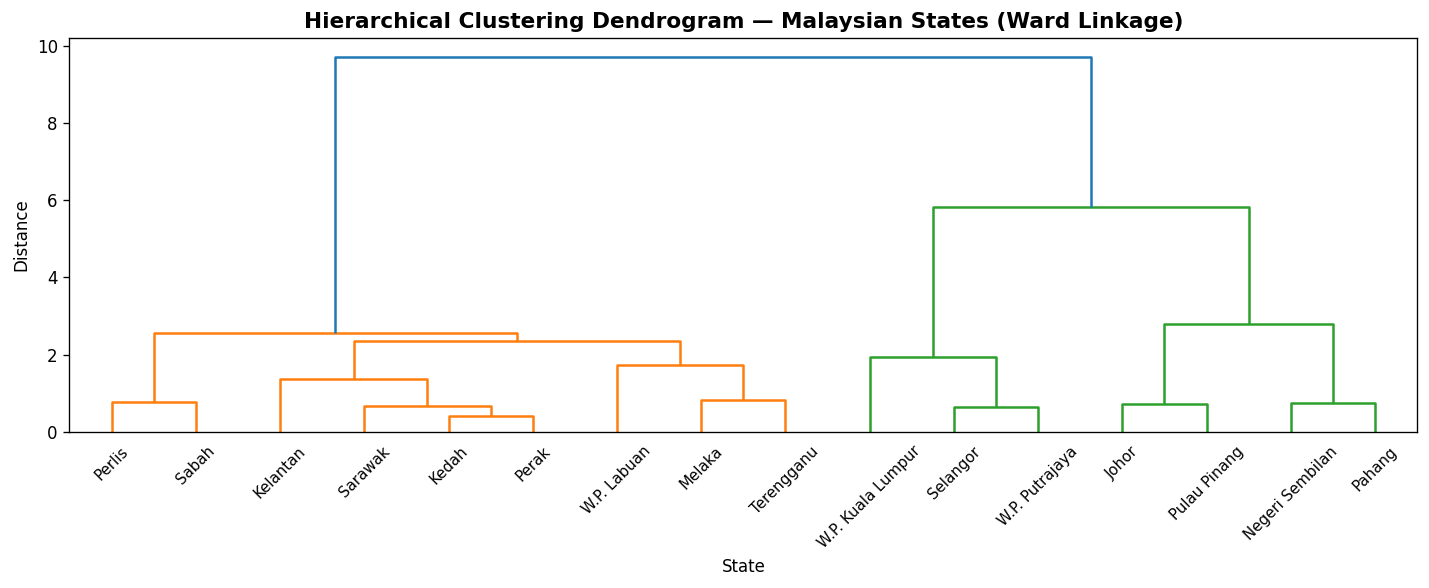 Hierarchical Clustering Dendrogram — Malaysian States (Ward Linkage)
Distance
10
8
6
4
2
0
Perlis
Sabah
Kelantan
Sarawak
Kedah
Perak
W.P. Labuan
Melaka
Terengganu
W.P. Kuala Lumpur
Selangor
W.P. Putrajaya
Johor
Pulau Pinang
Negeri Sembilan
Pahang
State